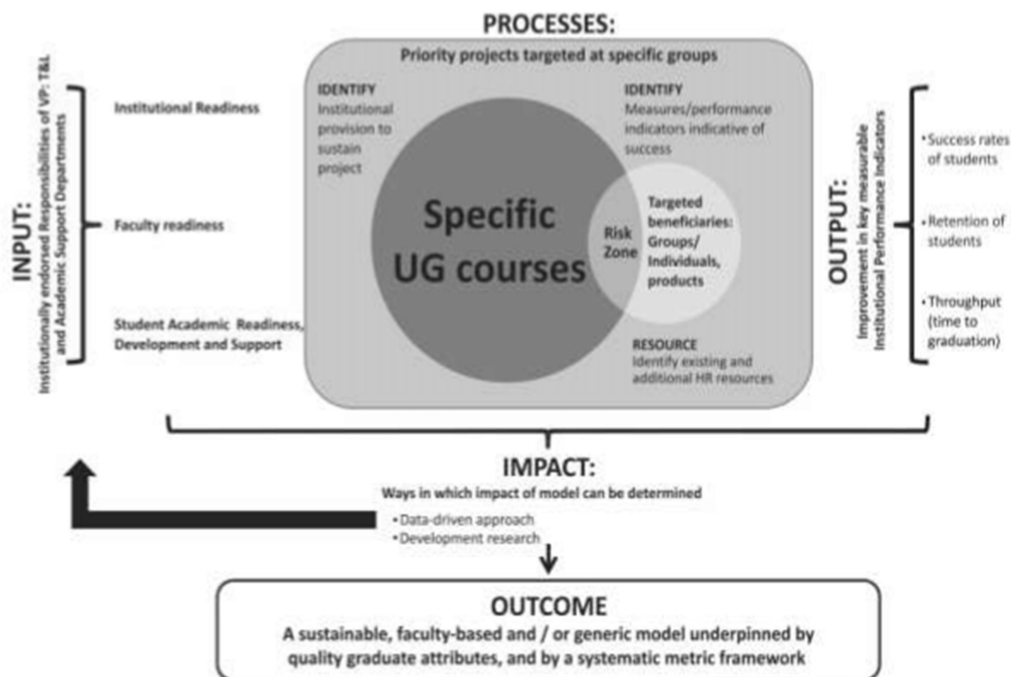 PROCESSES:
Priority projects targeted at specific groups
INPUT:
Institutionally endorsed Responsibilities of VP: T&L
and Academic Support Departments
Institutional Readiness
Faculty readiness
Student Academic Readiness,
Development and Support
IDENTIFY
Institutional
provision to
sustain
project
IDENTIFY
Measures/performance
indicators indicative of
success
Specific
UG courses
Risk
Zone
Targeted
beneficiaries:
Groups/
Individuals,
products
RESOURCE
Identify existing and
additional HR resources
OUTPUT:
Improvement in key measurable
Institutional Performance Indicators
•Success rates
of students
•Retention of
students
•Throughput
(time to
graduation)
IMPACT:
Ways in which impact of model can be determined
•Data-driven approach
•Development research
OUTCOME
A sustainable, faculty-based and / or generic model underpinned by
quality graduate attributes, and by a systematic metric framework